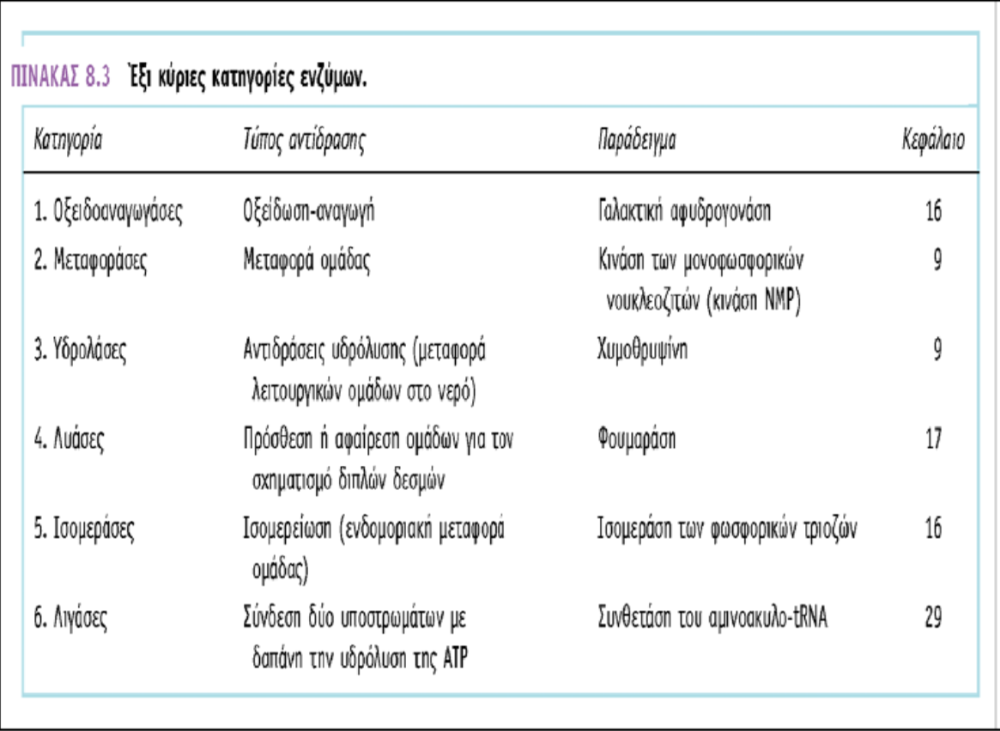 ΠΙΝΑΚΑΣ 8.3 Έξι κύριες κατηγορίες ενζύμων.
Κατηγορία Τύπος αντίδρασης Παράδειγμα Κεφάλαιο
1. Οξειδοαναγωγάσες Οξείδωση-αναγωγή Γαλακτική αφυδρογονάση 16
2. Μεταφοράσες Μεταφορά ομάδας Κινάση των μονοφωσφορικών 9
νουκλεοζιτών (κινάση NMP)
3. Υδρολάσες Αντιδράσεις υδρόλυσης (μεταφορά Χυμοθρυψίνη 9
λειτουργικών ομάδων στο νερό)
4. Λυάσες Πρόσθεση ή αφαίρεση ομάδων για τον Φουμαράση 17
σχηματισμό διπλών δεσμών
5. Ισομεράσες Ισομερείωση (ενδομοριακή μεταφορά Ισομεράση των φωσφορικών τριοζών 16
ομάδας)
6. Λιγάσες Σύνδεση δύο υποστρωμάτων με Συνθετάση του αμινοακυλο-tRNA 29
δαπάνη την υδρόλυση της ATP